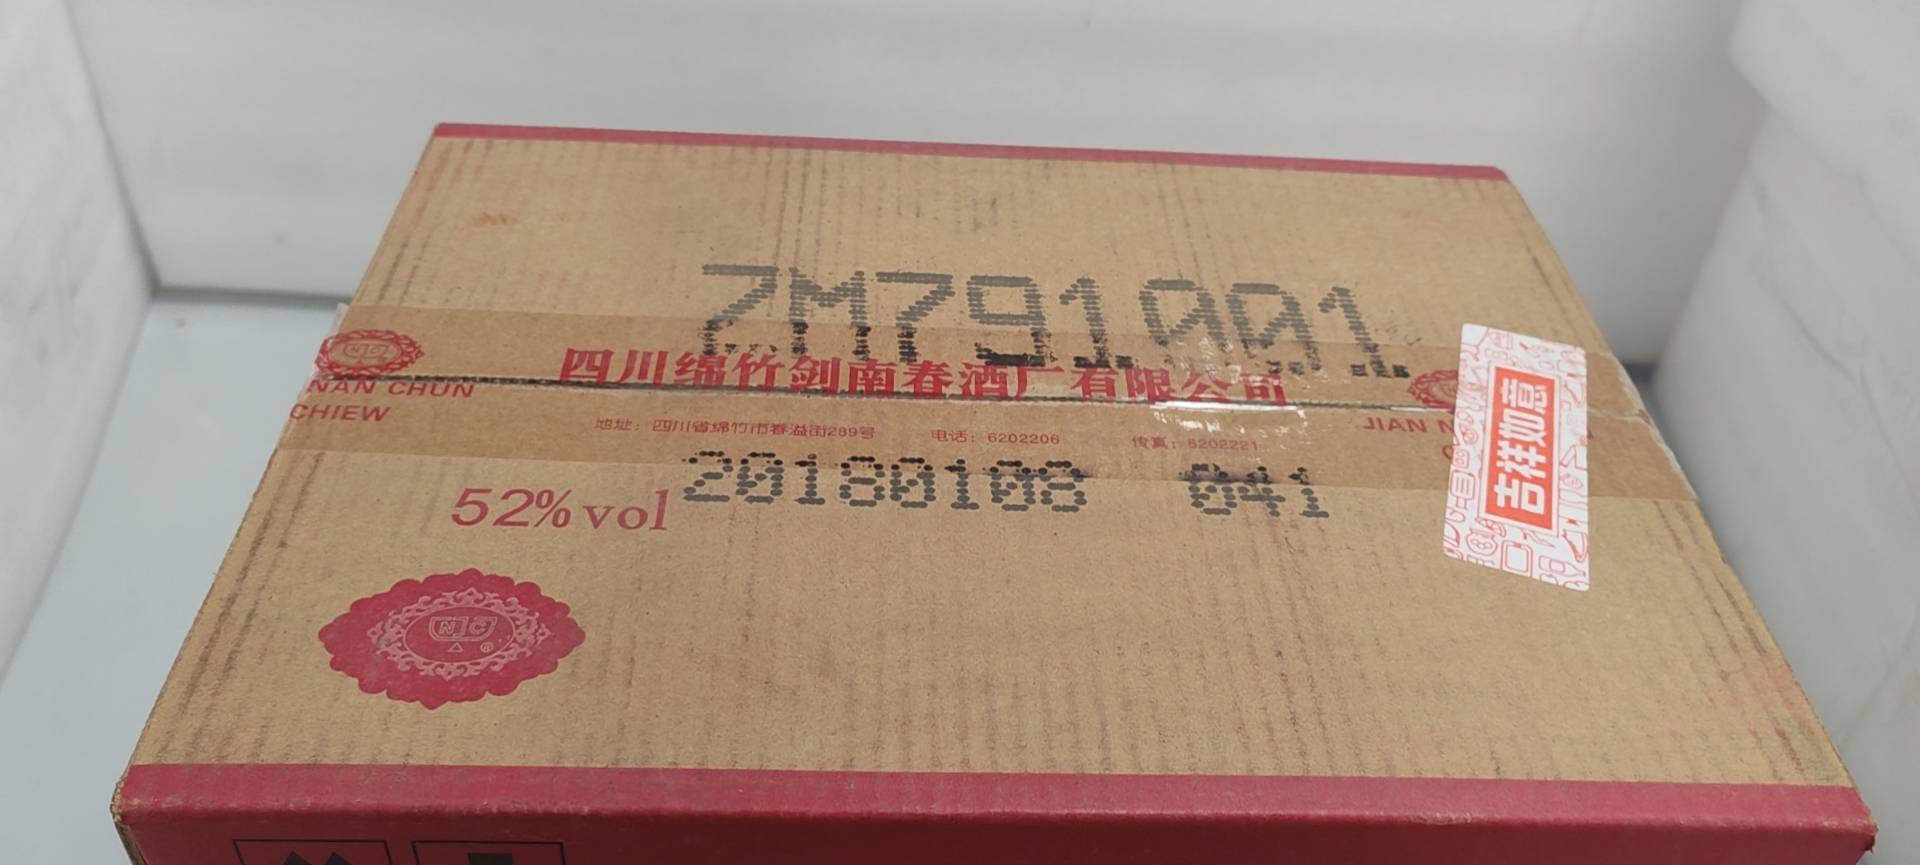 ZM791001
四川绵竹剑南春酒厂有限公司
NAN CHUN
CHIEW
JIAN N
地址：四川省绵竹市春溢街289号 电话：6202206 传真：6202221
20180108 041
52%vol
吉祥如意
NC
®